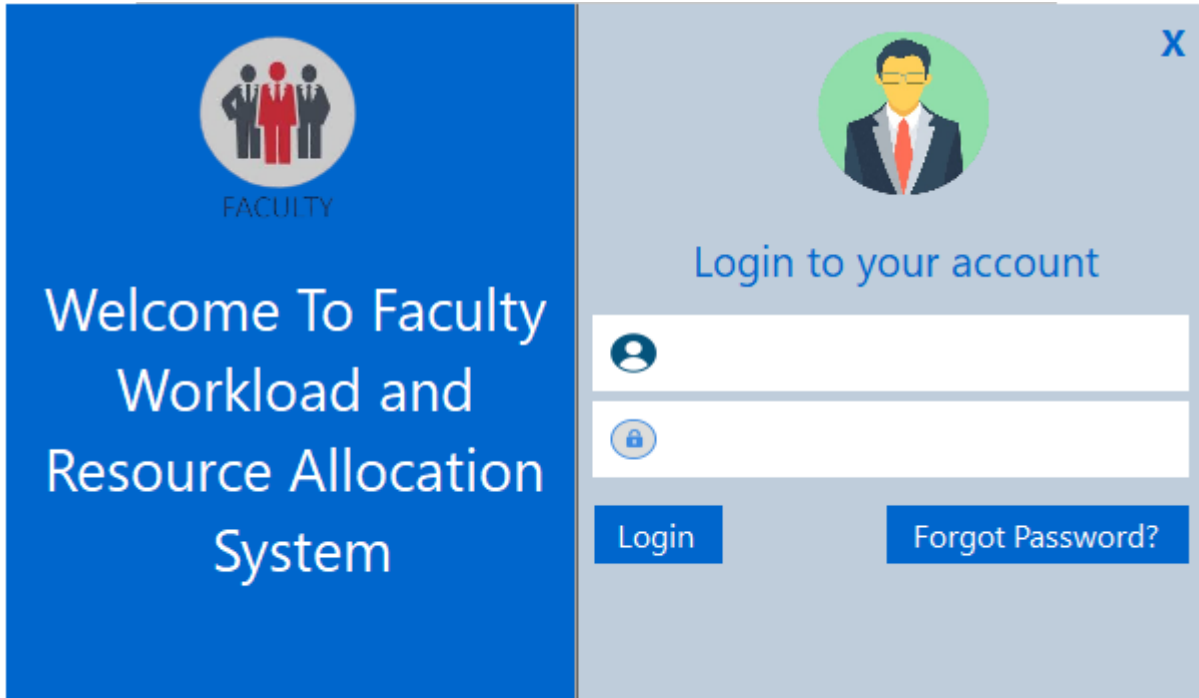 FACULTY
Welcome To Faculty
Workload and
Resource Allocation
System
X
Login to your account
Login
Forgot Password?